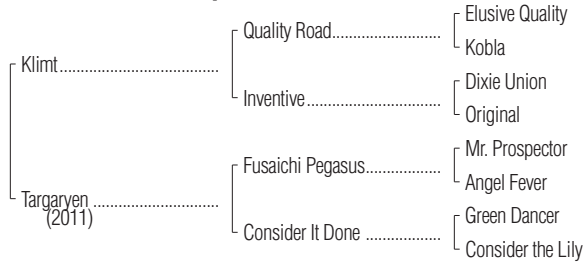 Elusive Quality
Quality Road..............................
Kobla
Klimt............................................
Dixie Union
Inventive.....................................
Original
Mr. Prospector
Fusaichi Pegasus........................
Angel Fever
Targaryen ....................................
(2011)
Green Dancer
Consider It Done .....................
Consider the Lily